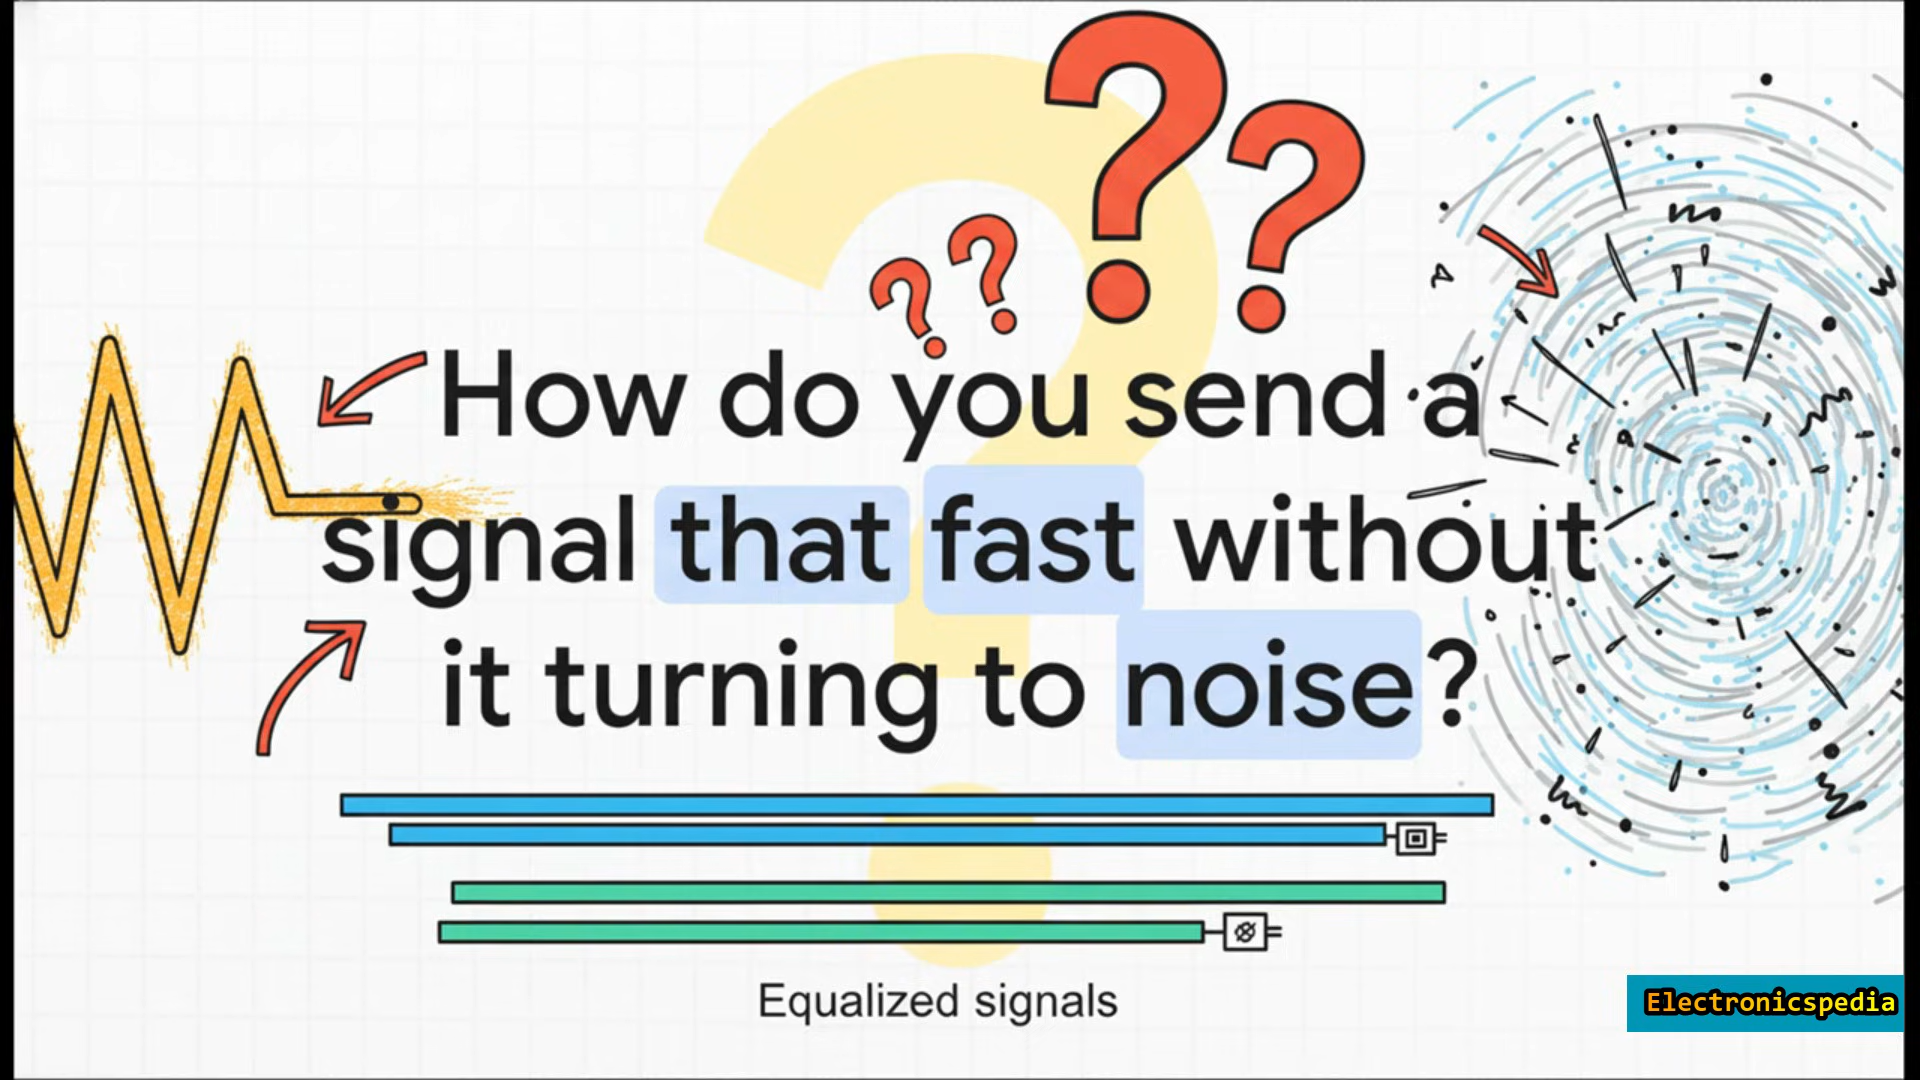 How do you send a
signal that fast without
it turning to noise?
Equalized signals
Electronicspedia